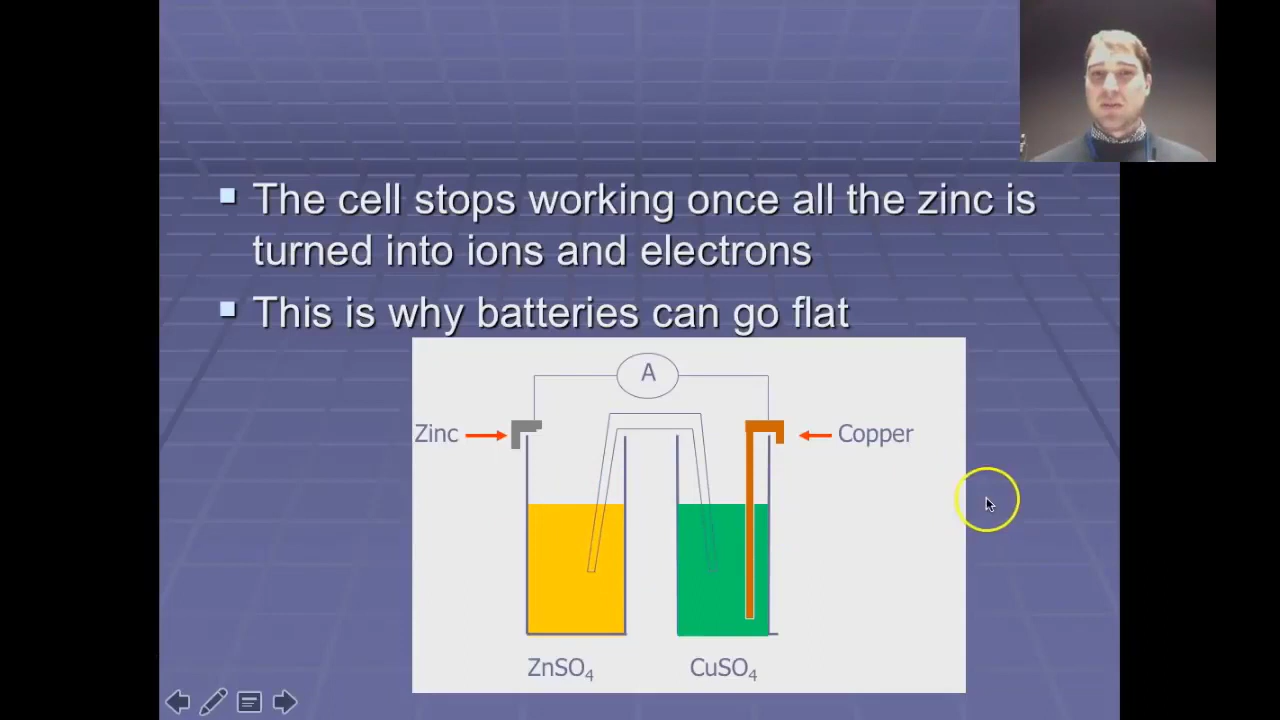 The cell stops working once all the zinc is
turned into ions and electrons
This is why batteries can go flat
A
Zinc
Copper
ZnSO₄
CuSO₄